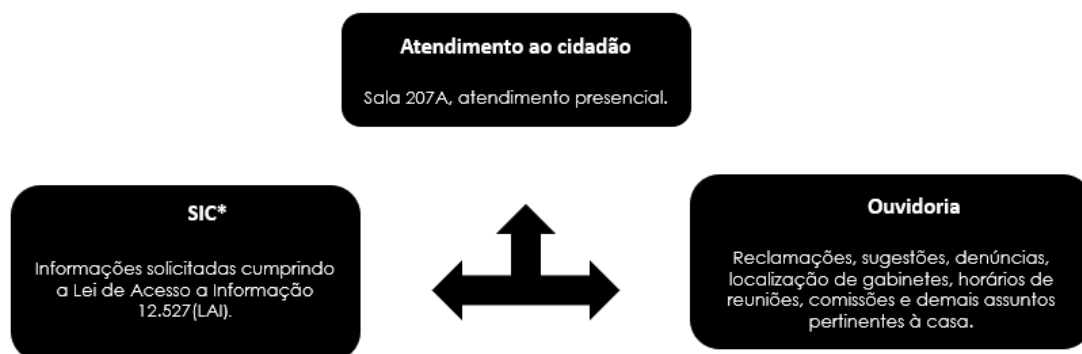 Atendimento ao cidadão
Sala 207A, atendimento presencial.
SIC*
Informações solicitadas cumprindo
a Lei de Acesso a Informação
12.527(LAI).
Ouvidoria
Reclamações, sugestões, denúncias,
localização de gabinetes, horários de
reuniões, comissões e demais assuntos
pertinentes à casa.